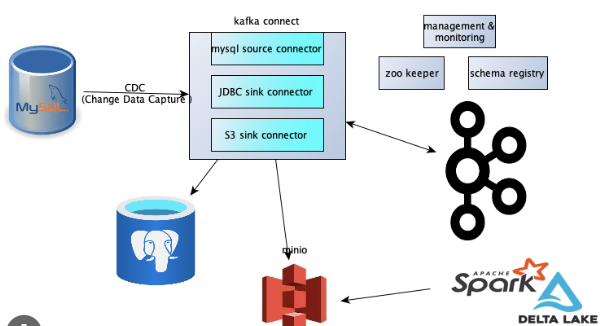 kafka connect
management &
monitoring
mysql source connector
zoo keeper
schema registry
CDC
(Change Data Capture )
JDBC sink connector
MySQL
S3 sink connector
minio
APACHE
Spark
DELTA LAKE